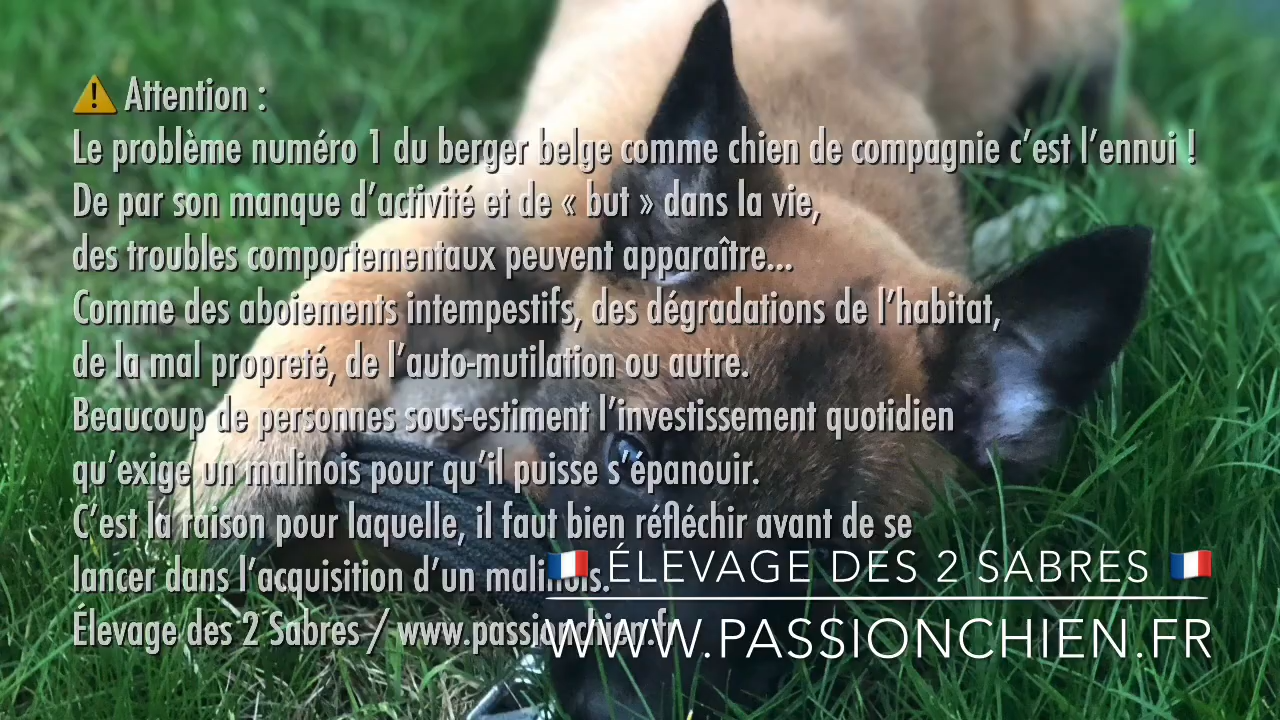 ⚠️ Attention :
Le problème numéro 1 du berger belge comme chien de compagnie c’est l’ennui !
De par son manque d’activité et de « but » dans la vie,
des troubles comportementaux peuvent apparaître...
Comme des aboiements intempestifs, des dégradations de l’habitat,
de la mal propreté, de l’auto-mutilation ou autre.
Beaucoup de personnes sous-estiment l’investissement quotidien
qu’exige un malinois pour qu’il puisse s’épanouir.
C’est la raison pour laquelle, il faut bien réfléchir avant de se
lancer dans l’acquisition d’un malinois.
Élevage des 2 Sabres / www.passionchien.fr
🇫🇷 ÉLEVAGE DES 2 SABRES 🇫🇷
WWW.PASSIONCHIEN.FR